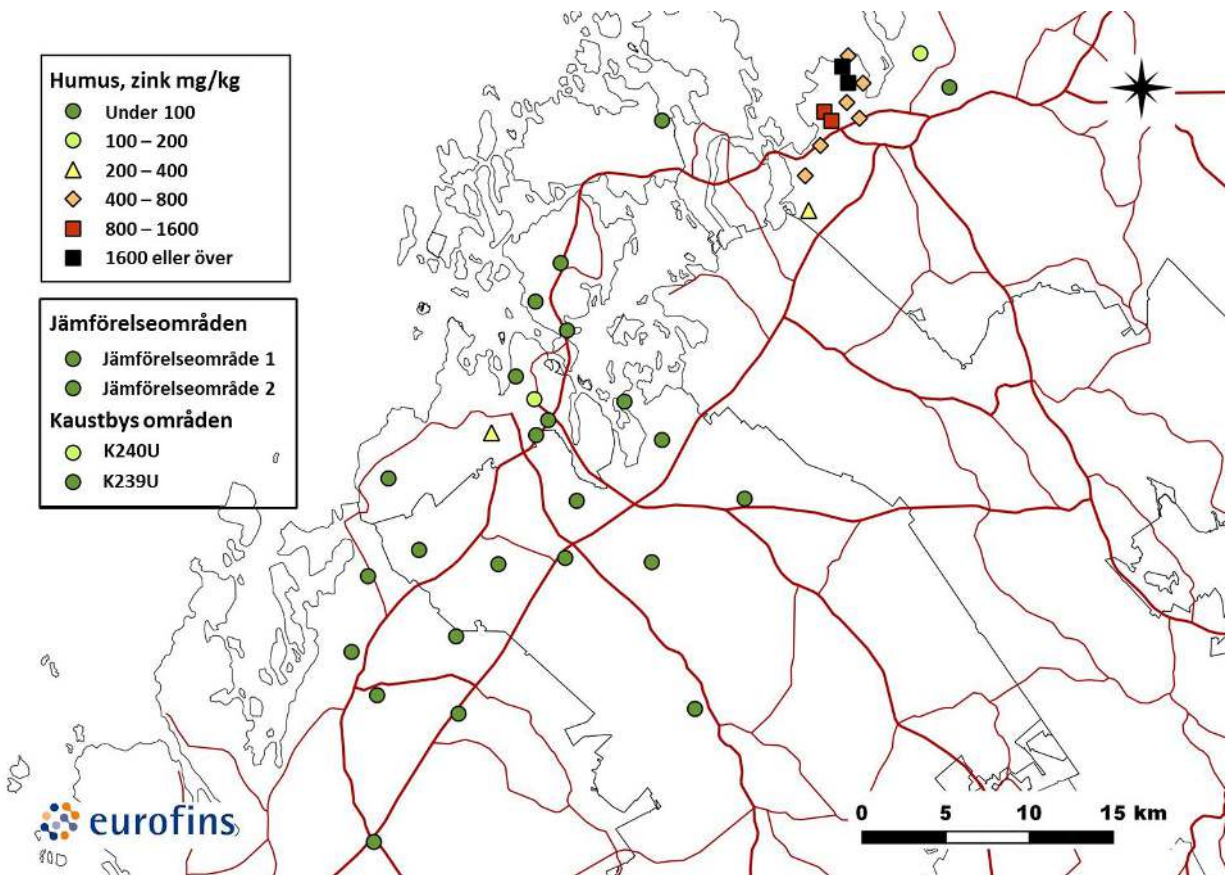 Humus, zink mg/kg
Under 100
100 – 200
200 – 400
400 – 800
800 – 1600
1600 eller över
Jämförelseområden
Jämförelseområde 1
Jämförelseområde 2
Kaustbys områden
K240U
K239U
eurofins
0 5 10 15 km